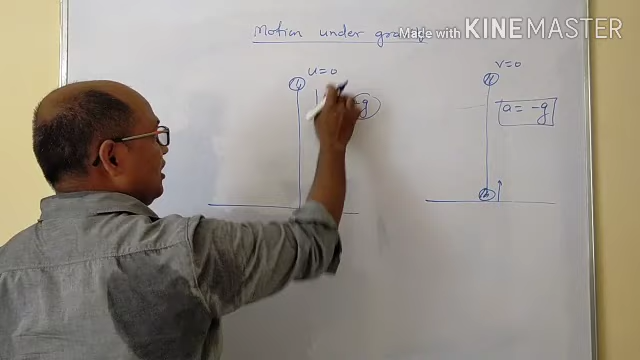 Motion under gravity
Made with KINEMASTER
u=0
v=0
g
a = -g